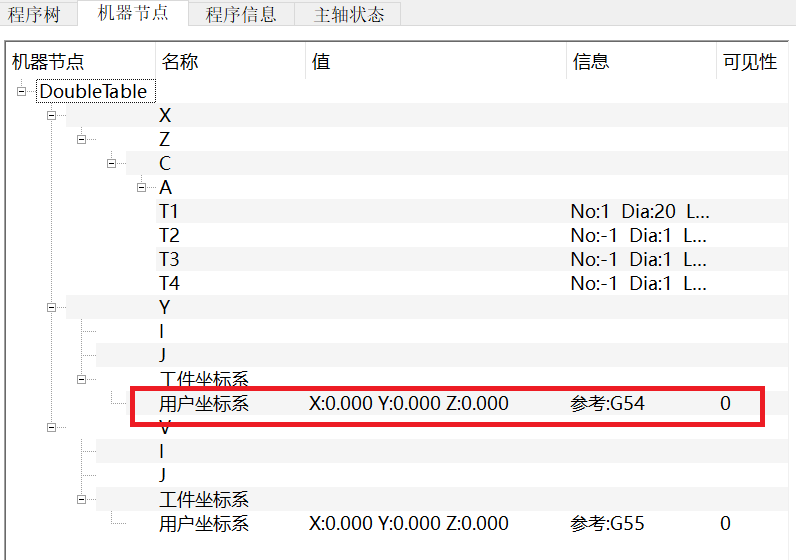 程序树 机器节点 程序信息 主轴状态
机器节点 名称 值 信息 可见性
DoubleTable
X
Z
C
A
T1 No:1 Dia:20 L...
T2 No:-1 Dia:1 L...
T3 No:-1 Dia:1 L...
T4 No:-1 Dia:1 L...
Y
I
J
工件坐标系
用户坐标系 X:0.000 Y:0.000 Z:0.000 参考:G54 0
V
I
J
工件坐标系
用户坐标系 X:0.000 Y:0.000 Z:0.000 参考:G55 0